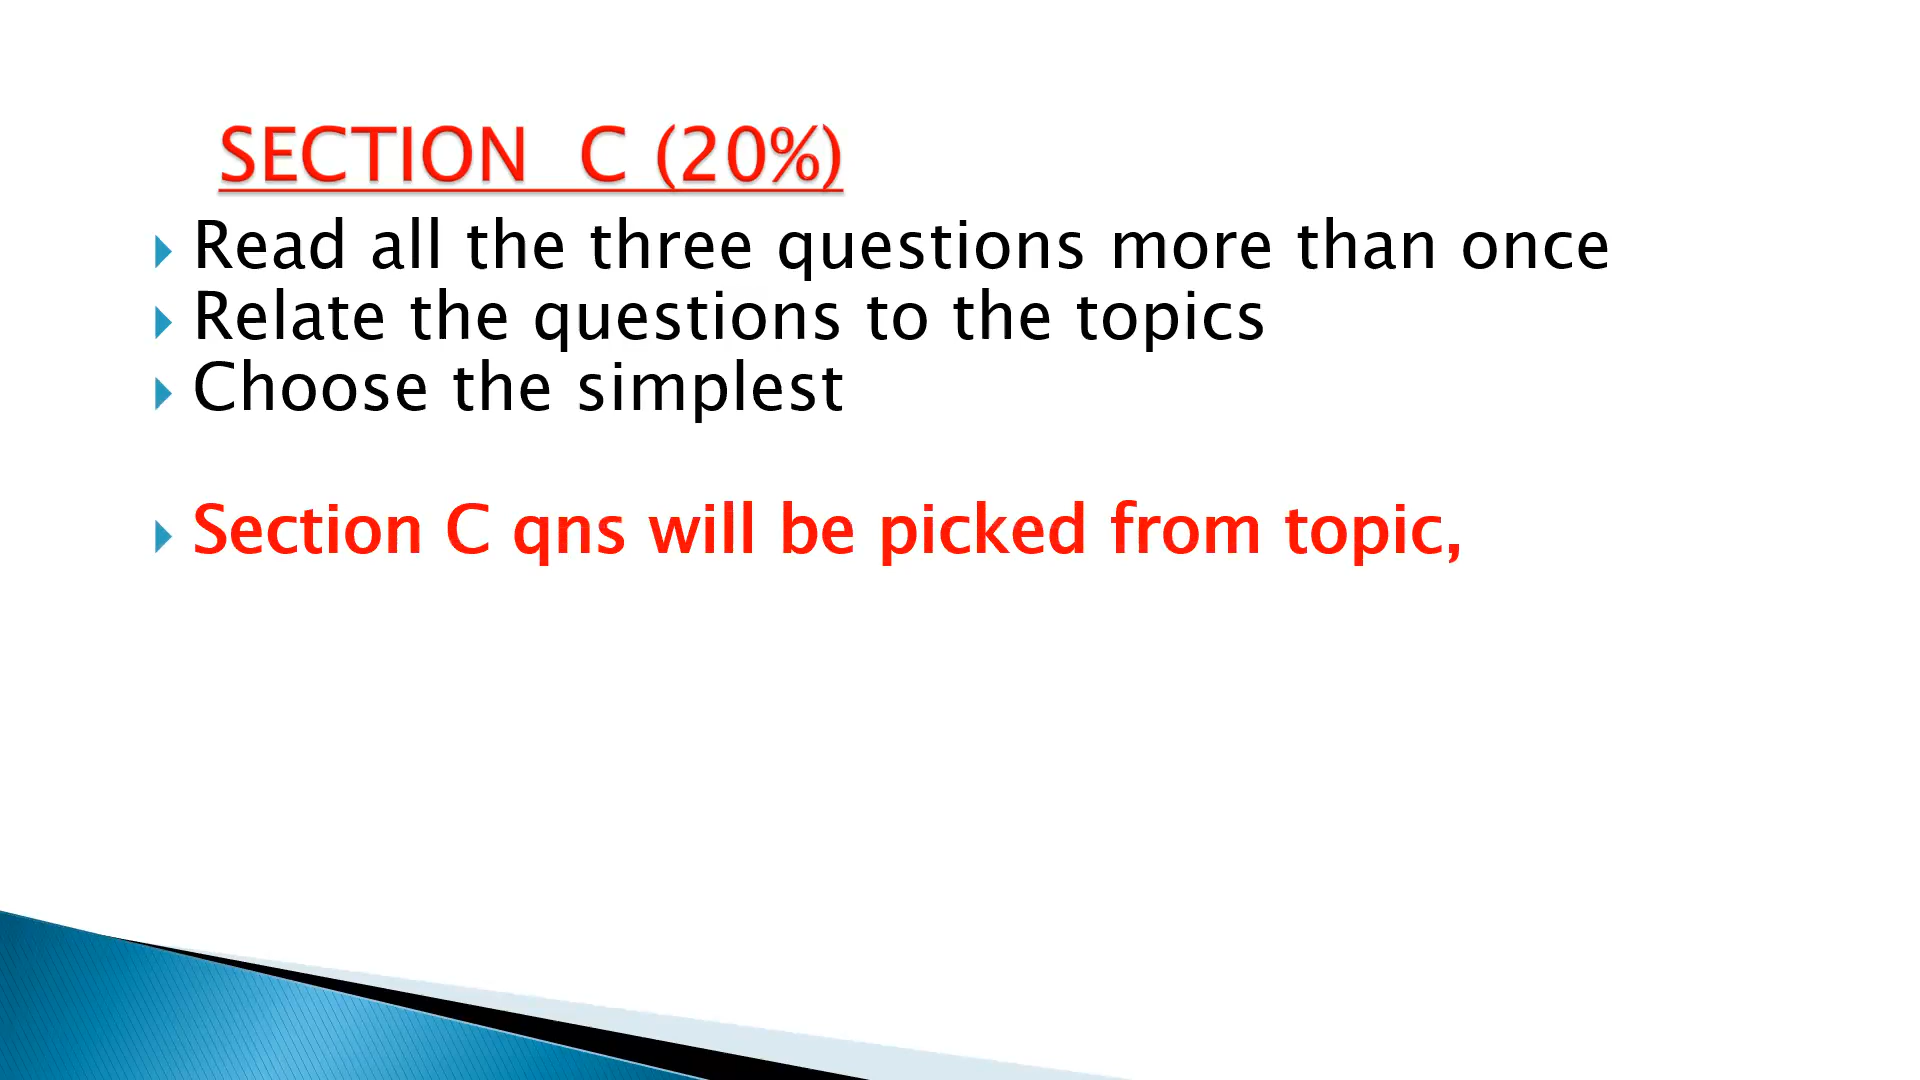 SECTION C (20%)
Read all the three questions more than once
Relate the questions to the topics
Choose the simplest
Section C qns will be picked from topic,